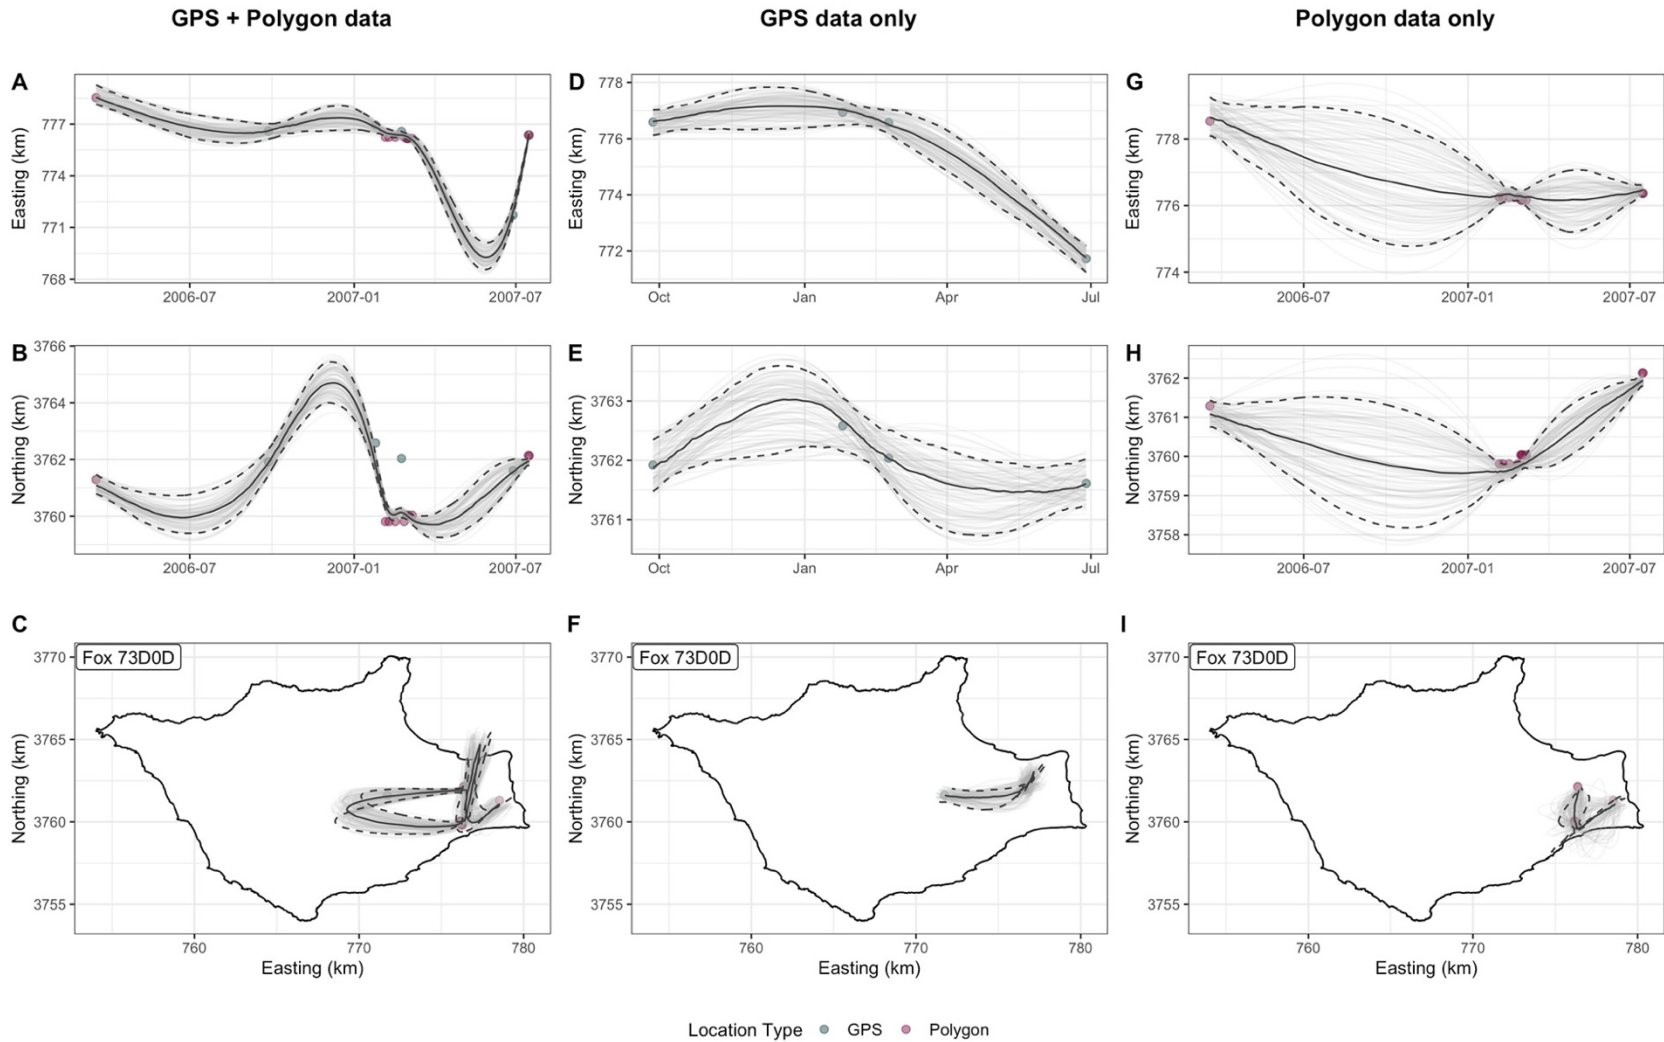 GPS + Polygon data GPS data only Polygon data only
A D G
Easting (km)
777
774
771
768
2006-07 2007-01 2007-07
Easting (km)
778
776
774
772
Oct Jan Apr Jul
Easting (km)
778
776
774
2006-07 2007-01 2007-07
B E H
Northing (km)
3766
3764
3762
3760
2006-07 2007-01 2007-07
Northing (km)
3763
3762
3761
Oct Jan Apr Jul
Northing (km)
3762
3761
3760
3759
3758
2006-07 2007-01 2007-07
C F I
Fox 73D0D
Northing (km)
3770
3765
3760
3755
760 770 780
Easting (km)
Fox 73D0D
Northing (km)
3770
3765
3760
3755
760 770 780
Easting (km)
Fox 73D0D
Northing (km)
3770
3765
3760
3755
760 770 780
Easting (km)
Location Type GPS Polygon